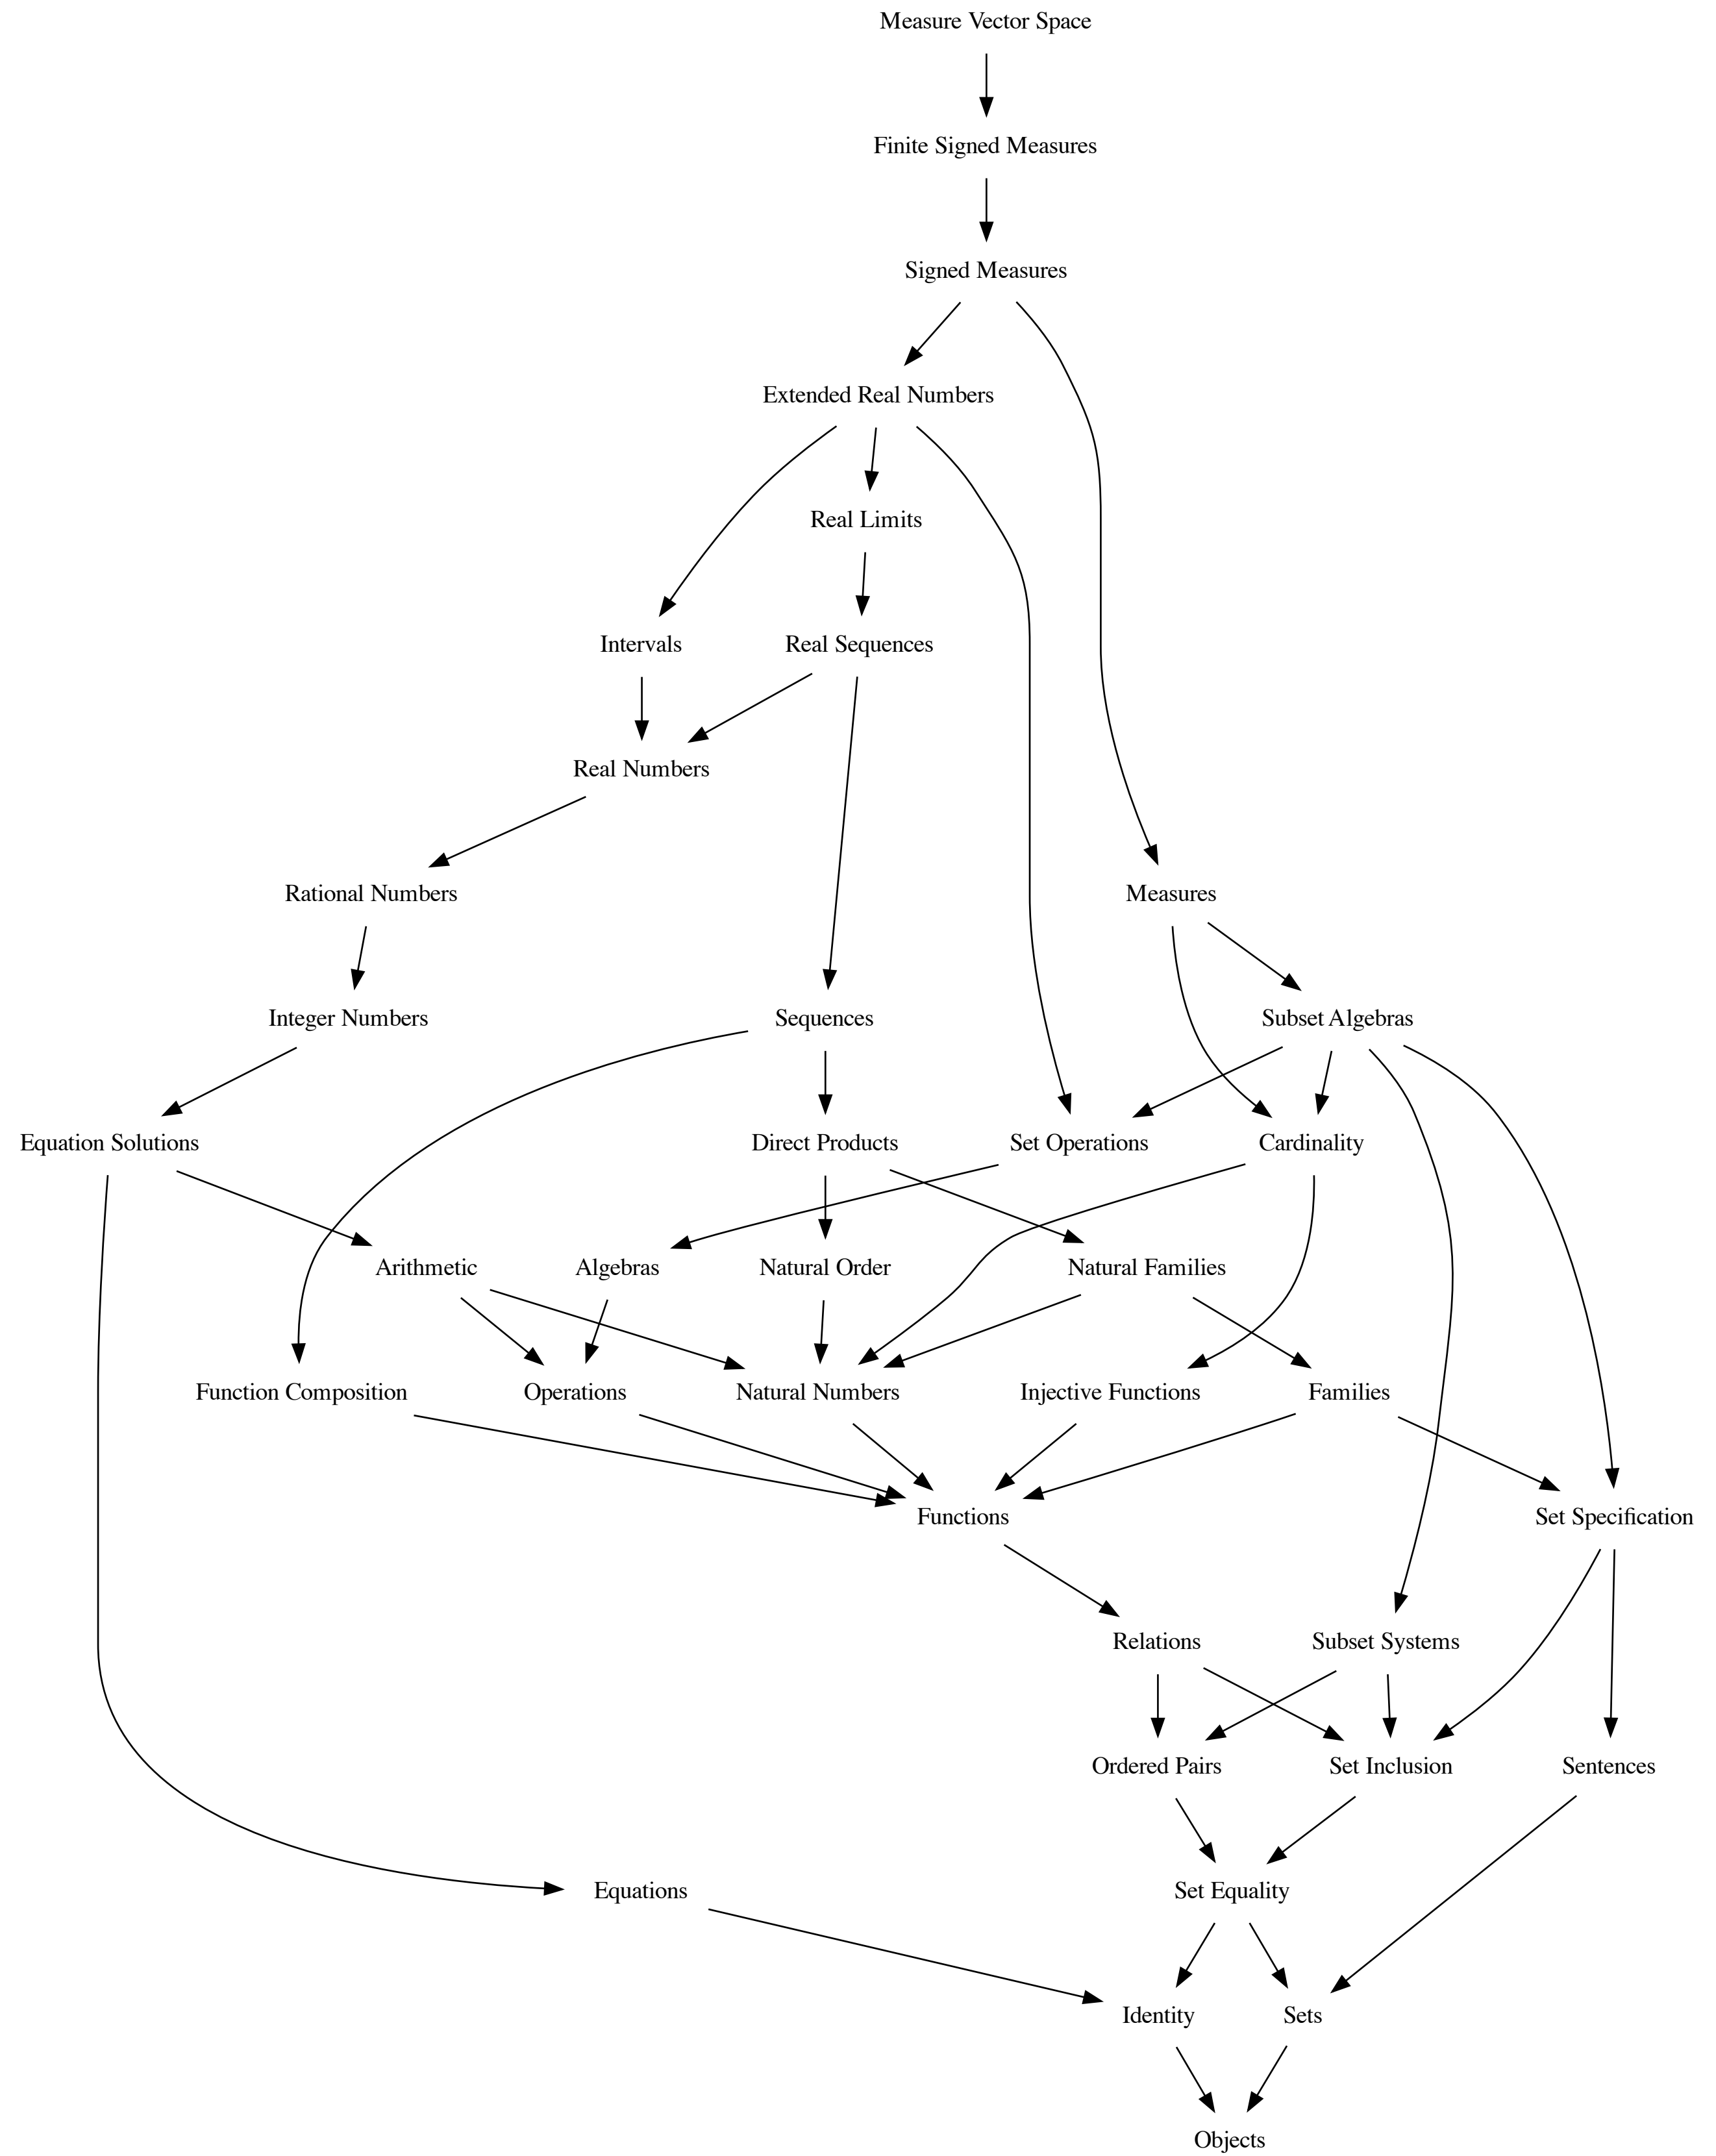 Measure Vector Space
Finite Signed Measures
Signed Measures
Extended Real Numbers
Real Limits
Intervals
Real Sequences
Real Numbers
Rational Numbers
Measures
Integer Numbers
Sequences
Subset Algebras
Equation Solutions
Direct Products
Set Operations
Cardinality
Arithmetic
Algebras
Natural Order
Natural Families
Function Composition
Operations
Natural Numbers
Injective Functions
Families
Functions
Set Specification
Relations
Subset Systems
Ordered Pairs
Set Inclusion
Sentences
Equations
Set Equality
Identity
Sets
Objects